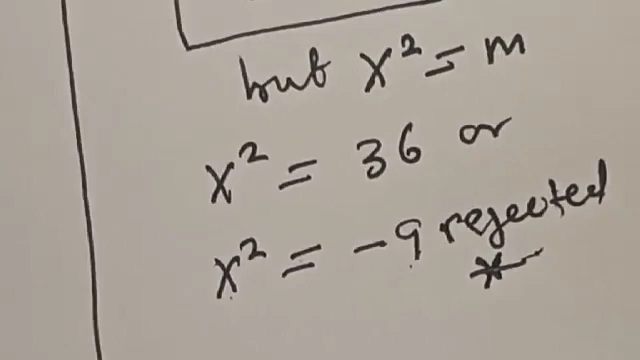 but x² = m
x² = 36 or
x² = -9 rejected
*